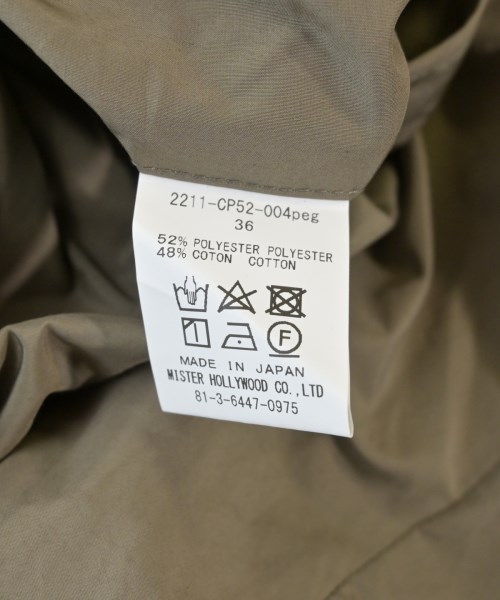 2211-CP52-004peg
36
52% POLYESTER POLYESTER
48% COTON COTTON
F
MADE IN JAPAN
MISTER HOLLYWOOD CO.,LTD
81-3-6447-0975